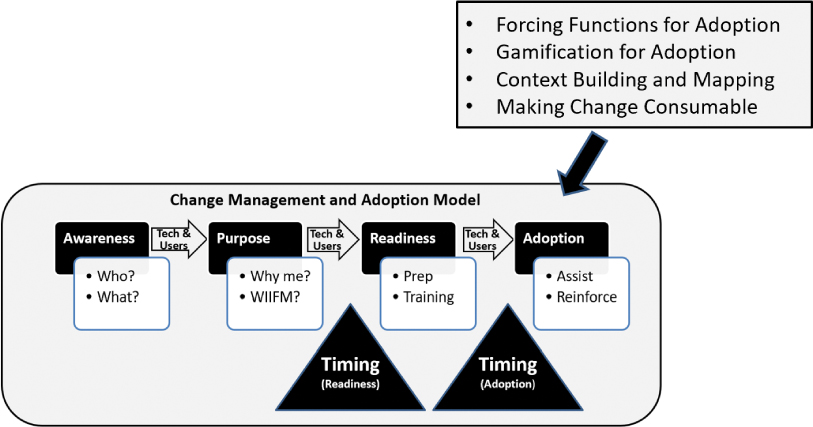 • Forcing Functions for Adoption
• Gamification for Adoption
• Context Building and Mapping
• Making Change Consumable
Change Management and Adoption Model
Awareness
Tech &
Users
Purpose
Tech &
Users
Readiness
Tech &
Users
Adoption
• Who?
• What?
• Why me?
• WIIFM?
• Prep
• Training
• Assist
• Reinforce
Timing
(Readiness)
Timing
(Adoption)